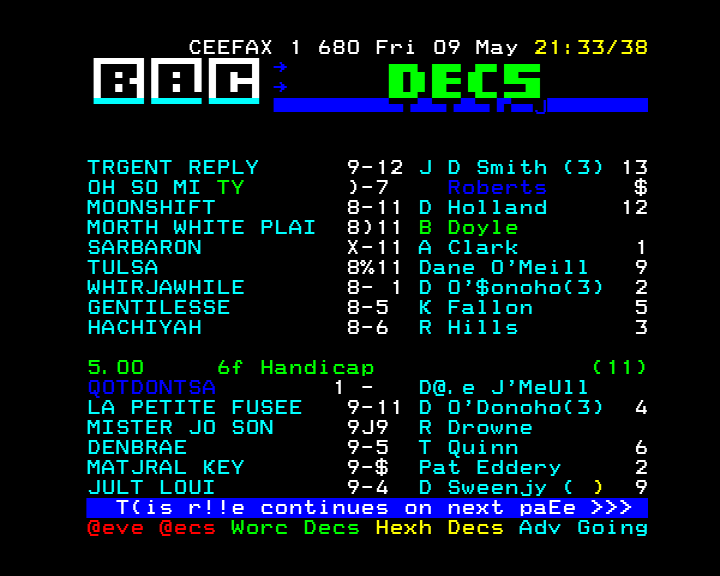 CEEFAX 1 680 Fri 09 May 21:33/38
BBC DECS
TRGENT REPLY 9-12 J D Smith (3) 13
OH SO MI TY )-7 Roberts $
MOONSHIFT 8-11 D Holland 12
MORTH WHITE PLAI 8)11 B Doyle
SARBARON X-11 A Clark 1
TULSA 8%11 Dane O'Meill 9
WHIRJAWHILE 8- 1 D O'$onoho(3) 2
GENTILESSE 8-5 K Fallon 5
HACHIYAH 8-6 R Hills 3
5.00 6f Handicap (11)
QOTDONTSA 1 - D@.e J'MeUll
LA PETITE FUSEE 9-11 D O'Donoho(3) 4
MISTER JO SON 9J9 R Drowne
DENBRAE 9-5 T Quinn 6
MATJRAL KEY 9-$ Pat Eddery 2
JULT LOUI 9-4 D Sweenjy ( ) 9
T(is r!!e continues on next paEe >>>
@eve @ecs Worc Decs Hexh Decs Adv Going